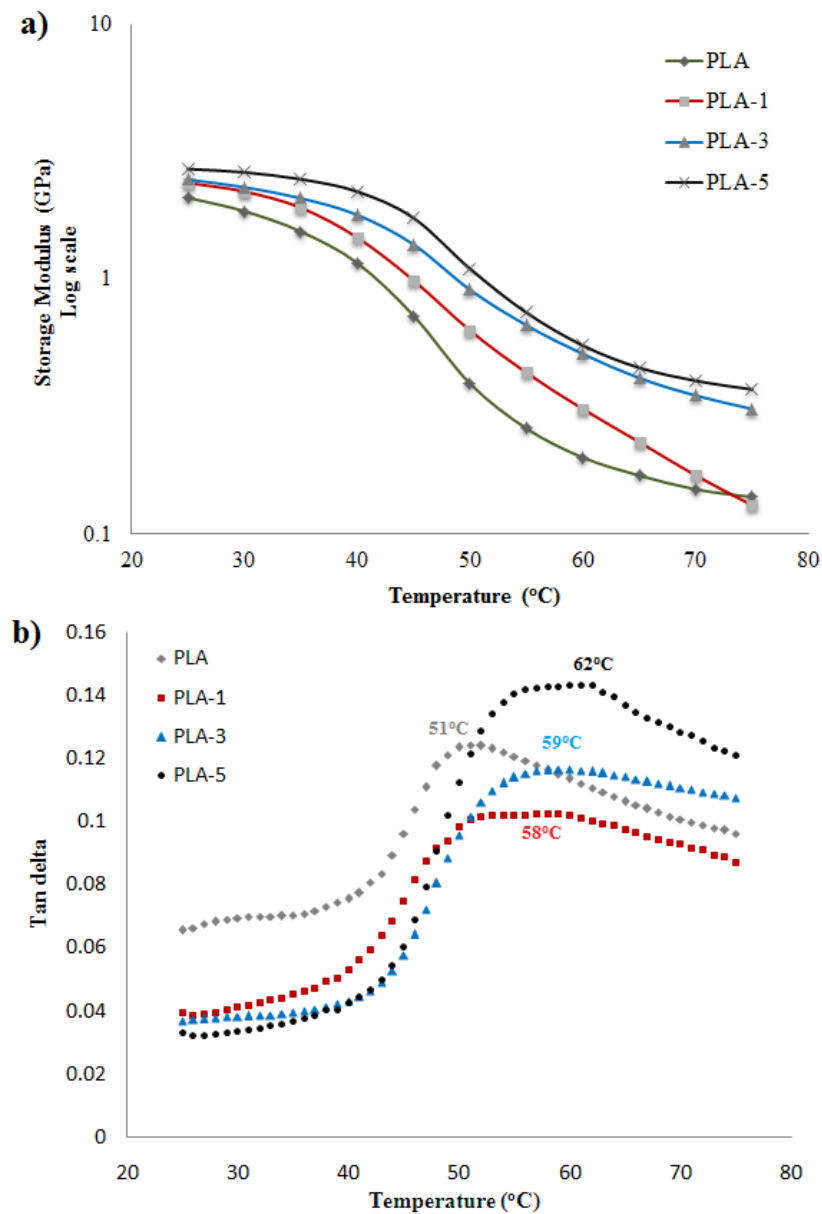 a)
10
1
0.1
Storage Modulus (GPa)
Log scale
PLA
PLA-1
PLA-3
PLA-5
20 30 40 50 60 70 80
Temperature (°C)
b)
0.16
0.14
0.12
0.1
0.08
0.06
0.04
0.02
0
Tan delta
PLA
PLA-1
PLA-3
PLA-5
51°C
62°C
59°C
58°C
20 30 40 50 60 70 80
Temperature (°C)